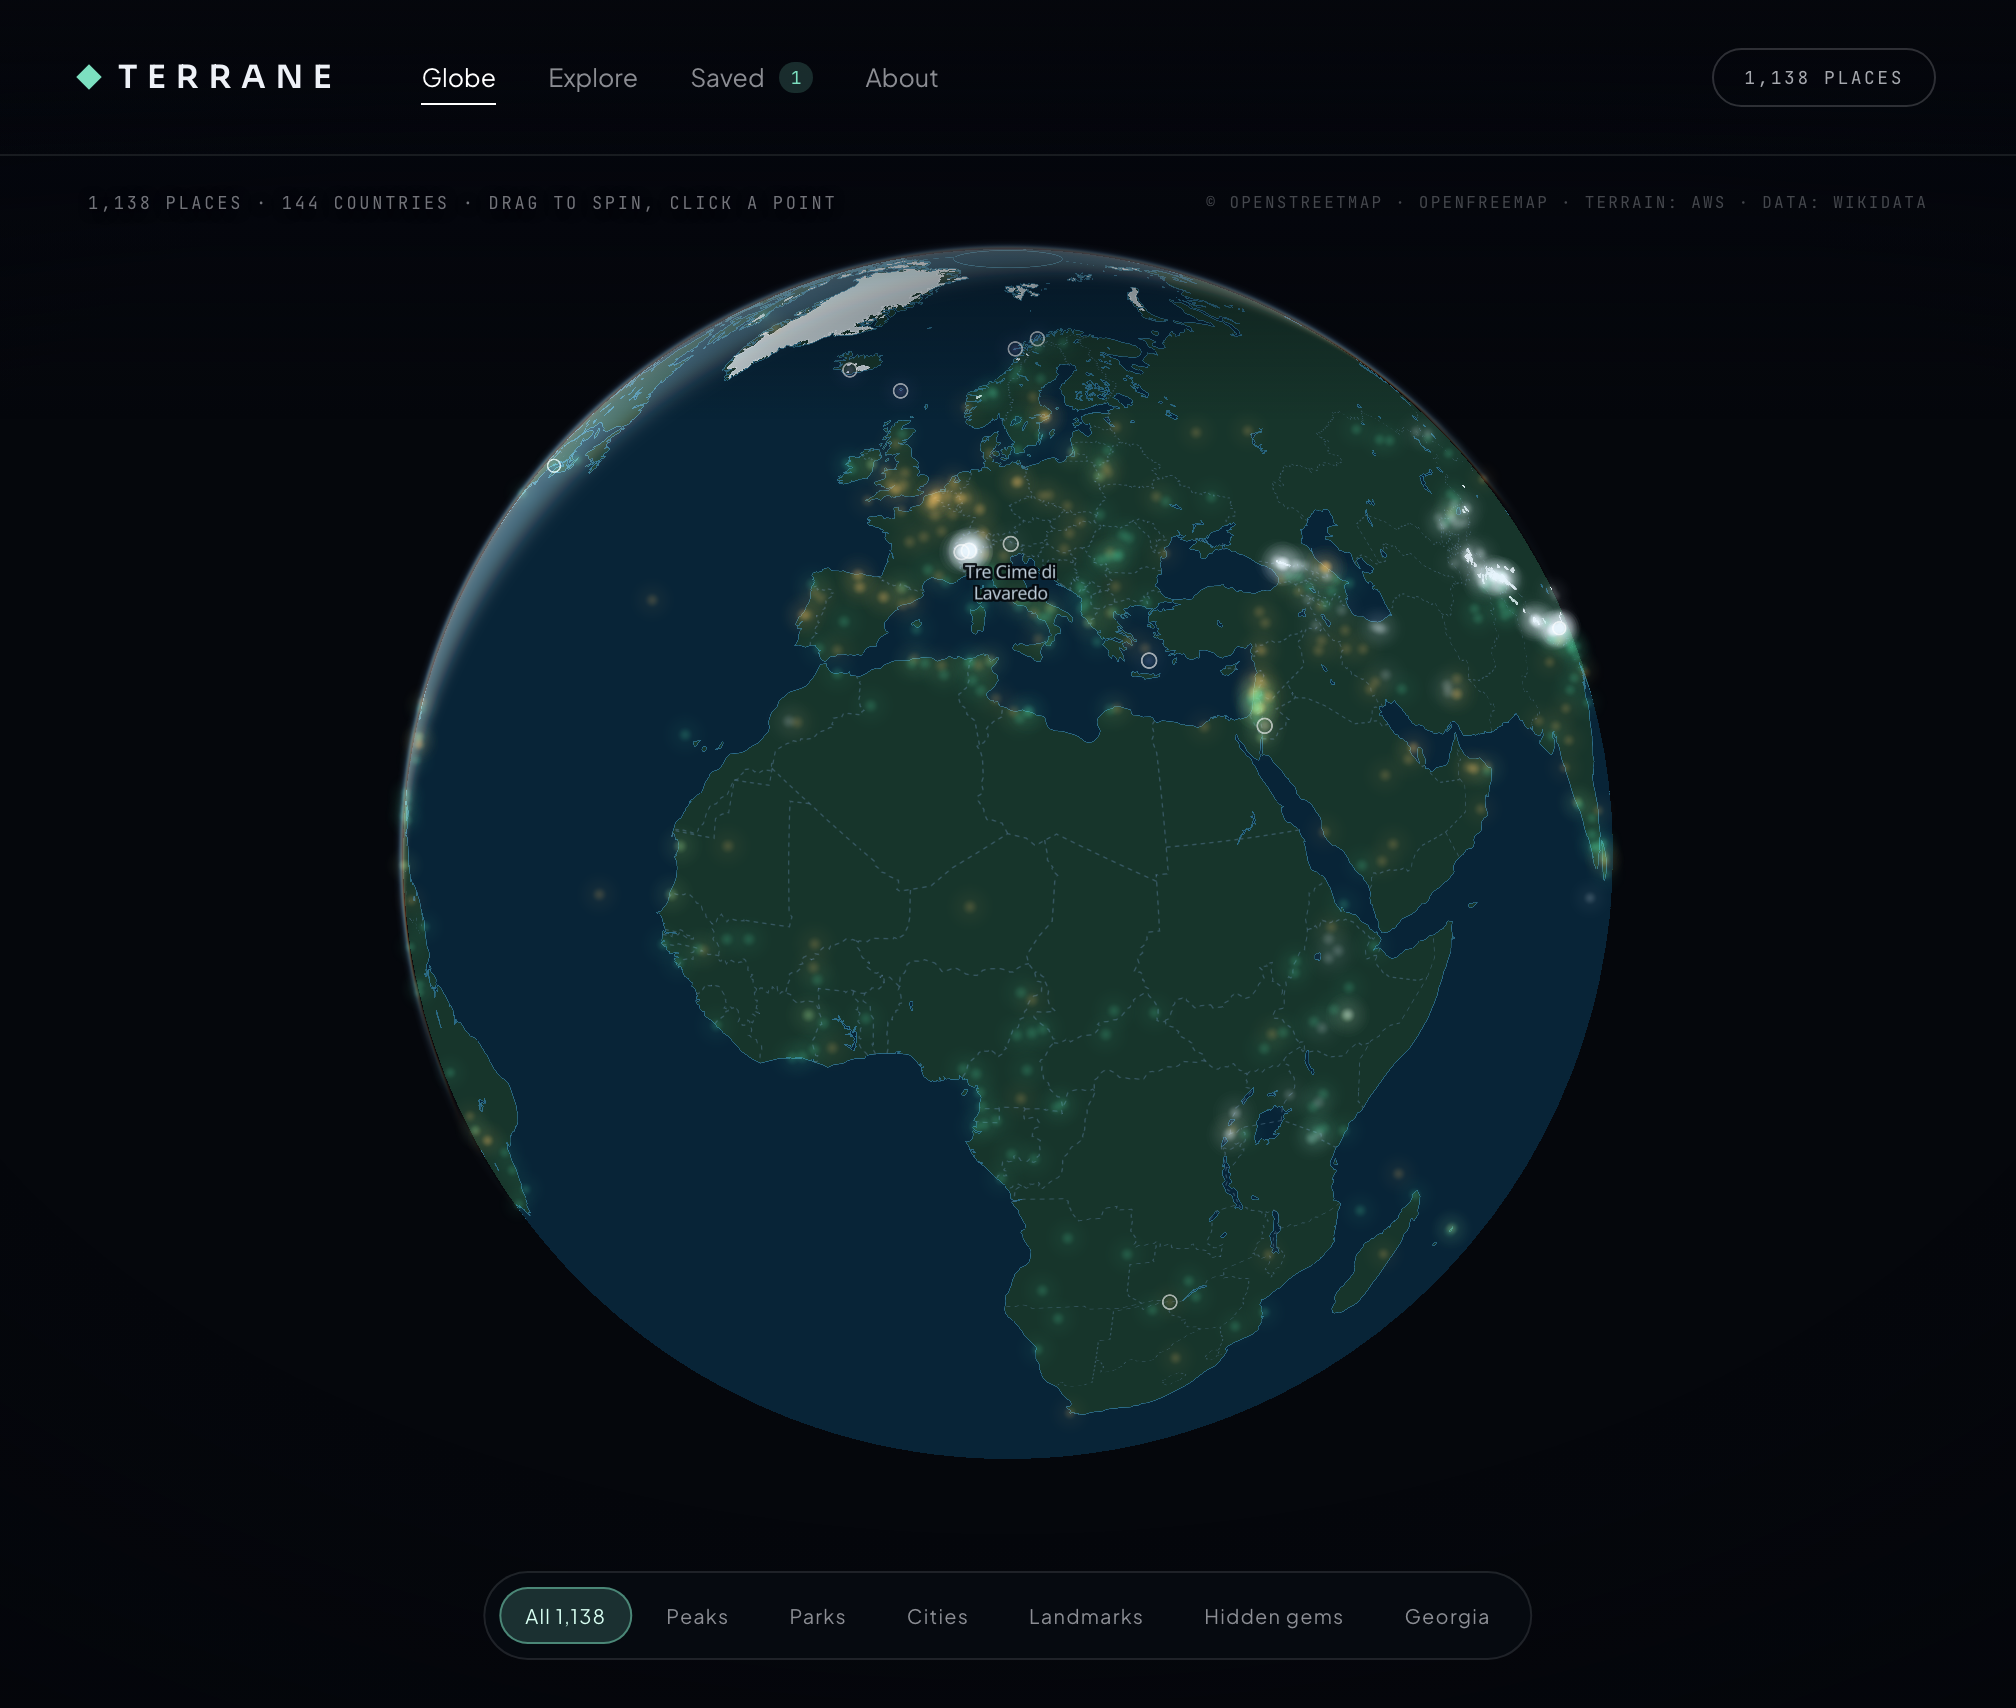 TERRANE
Globe
Explore
Saved 1
About
1,138 PLACES
1,138 PLACES · 144 COUNTRIES · DRAG TO SPIN, CLICK A POINT
© OPENSTREETMAP · OPENFREEMAP · TERRAIN: AWS · DATA: WIKIDATA
Tre Cime di
Lavaredo
All 1,138
Peaks
Parks
Cities
Landmarks
Hidden gems
Georgia